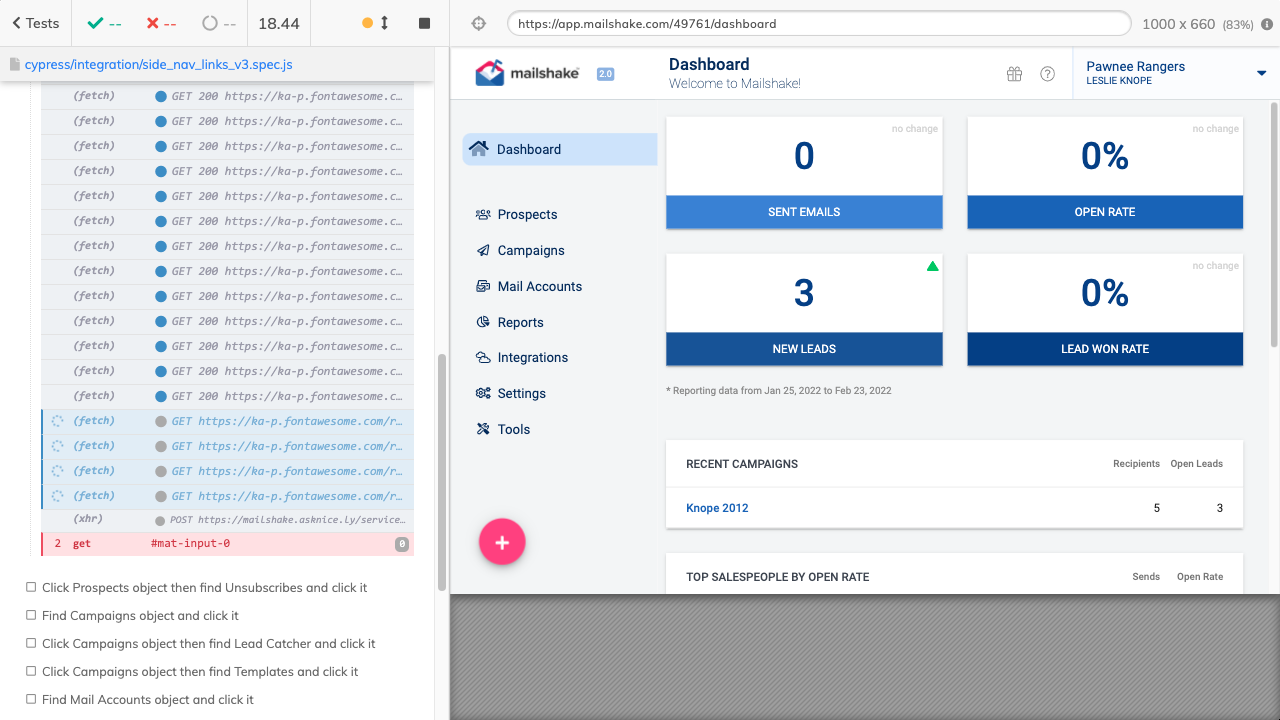 Tests
--
--
--
18.44
https://app.mailshake.com/49761/dashboard
1000 x 660 (83%)
cypress/integration/side_nav_links_v3.spec.js
(fetch) GET 200 https://ka-p.fontawesome.c…
(fetch) GET 200 https://ka-p.fontawesome.c…
(fetch) GET 200 https://ka-p.fontawesome.c…
(fetch) GET 200 https://ka-p.fontawesome.c…
(fetch) GET 200 https://ka-p.fontawesome.c…
(fetch) GET 200 https://ka-p.fontawesome.c…
(fetch) GET 200 https://ka-p.fontawesome.c…
(fetch) GET 200 https://ka-p.fontawesome.c…
(fetch) GET 200 https://ka-p.fontawesome.c…
(fetch) GET 200 https://ka-p.fontawesome.c…
(fetch) GET 200 https://ka-p.fontawesome.c…
(fetch) GET 200 https://ka-p.fontawesome.c…
(fetch) GET 200 https://ka-p.fontawesome.c…
(fetch) GET https://ka-p.fontawesome.com/r…
(fetch) GET https://ka-p.fontawesome.com/r…
(fetch) GET https://ka-p.fontawesome.com/r…
(fetch) GET https://ka-p.fontawesome.com/r…
(xhr) POST https://mailshake.asknice.ly/service…
2 get #mat-input-0 0
Click Prospects object then find Unsubscribes and click it
Find Campaigns object and click it
Click Campaigns object then find Lead Catcher and click it
Click Campaigns object then find Templates and click it
Find Mail Accounts object and click it
mailshake 2.0
Dashboard
Welcome to Mailshake!
Pawnee Rangers
LESLIE KNOPE
Dashboard
Prospects
Campaigns
Mail Accounts
Reports
Integrations
Settings
Tools
no change
0
SENT EMAILS
no change
0%
OPEN RATE
3
NEW LEADS
no change
0%
LEAD WON RATE
* Reporting data from Jan 25, 2022 to Feb 23, 2022
RECENT CAMPAIGNS Recipients Open Leads
Knope 2012 5 3
TOP SALESPEOPLE BY OPEN RATE Sends Open Rate